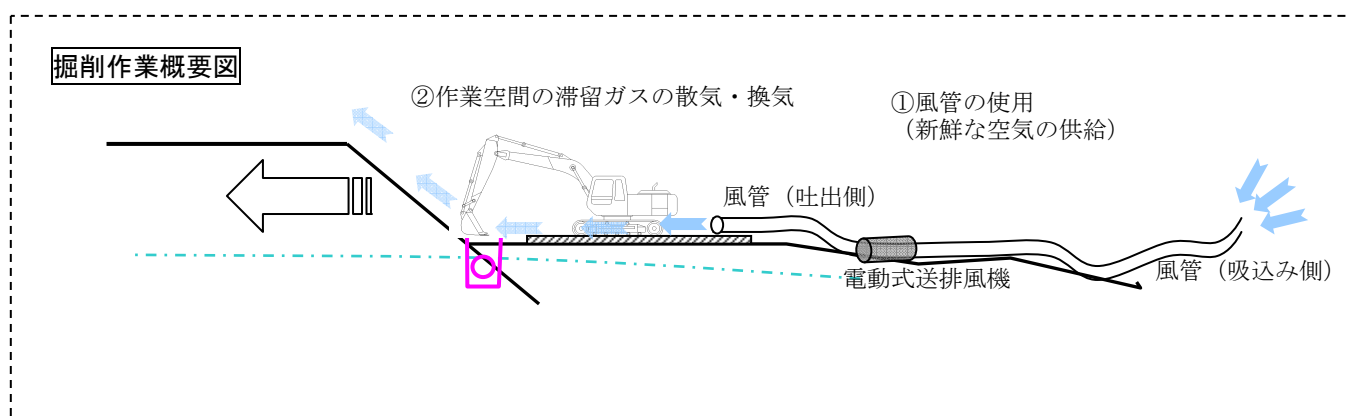 掘削作業概要図
②作業空間の滞留ガスの散気・換気
①風管の使用
（新鮮な空気の供給）
風管（吐出側）
電動式送排風機
風管（吸込み側）